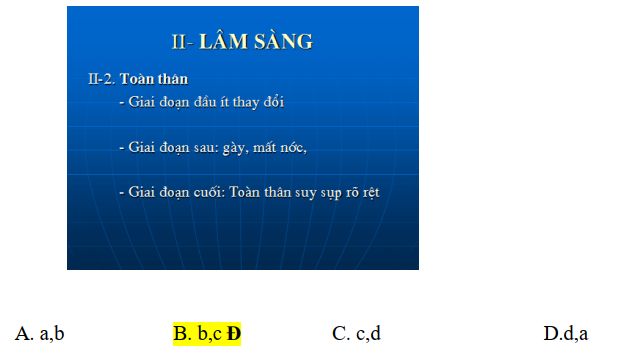 II- LÂM SÀNG
II-2. Toàn thân
- Giai đoạn đầu ít thay đổi
- Giai đoạn sau: gày, mất nớc,
- Giai đoạn cuối: Toàn thân suy sụp rõ rệt
A. a,b B. b,c Đ C. c,d D.d,a